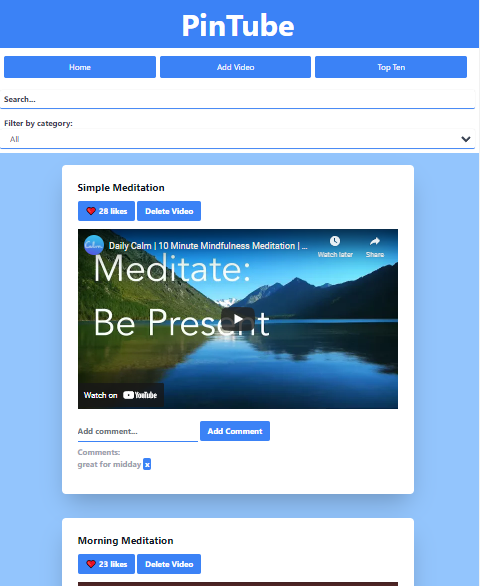 PinTube
Home
Add Video
Top Ten
Search...
Filter by category:
All
Simple Meditation
28 likes
Delete Video
Daily Calm | 10 Minute Mindfulness Meditation | ...
Watch later
Share
Meditate:
Be Present
Watch on YouTube
Add comment...
Add Comment
Comments:
great for midday x
Morning Meditation
23 likes
Delete Video